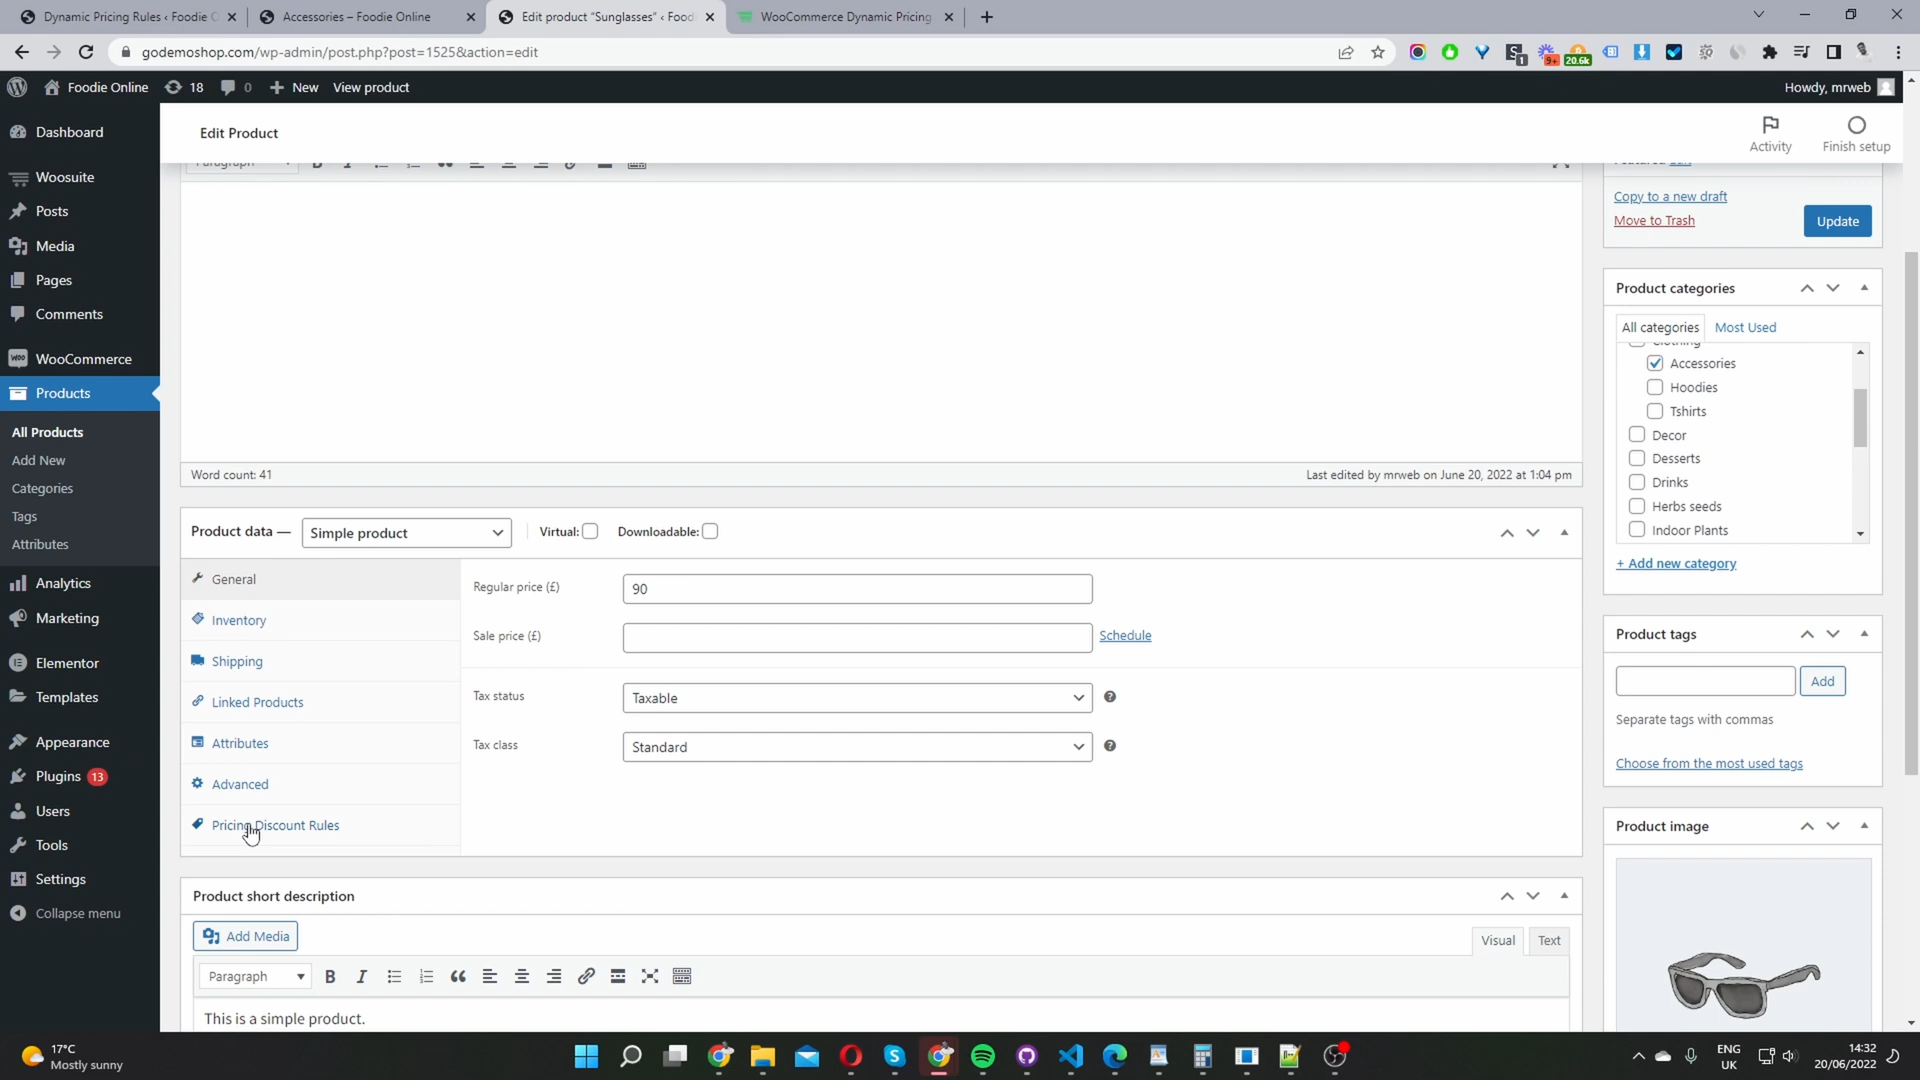 Dynamic Pricing Rules ‹ Foodie O
Accessories – Foodie Online
Edit product “Sunglasses” ‹ Food
WooCommerce Dynamic Pricing
godemoshop.com/wp-admin/post.php?post=1525&action=edit
1
9+
20.6k
Foodie Online
18
0
New
View product
Howdy, mrweb
Edit Product
Activity
Finish setup
Dashboard
Woosuite
Posts
Media
Pages
Comments
WooCommerce
Products
All Products
Add New
Categories
Tags
Attributes
Analytics
Marketing
Elementor
Templates
Appearance
Plugins 13
Users
Tools
Settings
Collapse menu
Paragraph
Word count: 41
Last edited by mrweb on June 20, 2022 at 1:04 pm
Product data —
Simple product
Virtual:
Downloadable:
General
Inventory
Shipping
Linked Products
Attributes
Advanced
Pricing Discount Rules
Regular price (£)
90
Sale price (£)
Schedule
Tax status
Taxable
Tax class
Standard
Product short description
Add Media
Visual
Text
Paragraph
This is a simple product.
Copy to a new draft
Move to Trash
Update
Product categories
All categories
Most Used
Clothing
Accessories
Hoodies
Tshirts
Decor
Desserts
Drinks
Herbs seeds
Indoor Plants
+ Add new category
Product tags
Add
Separate tags with commas
Choose from the most used tags
Product image
17°C
Mostly sunny
ENG
UK
14:32
20/06/2022